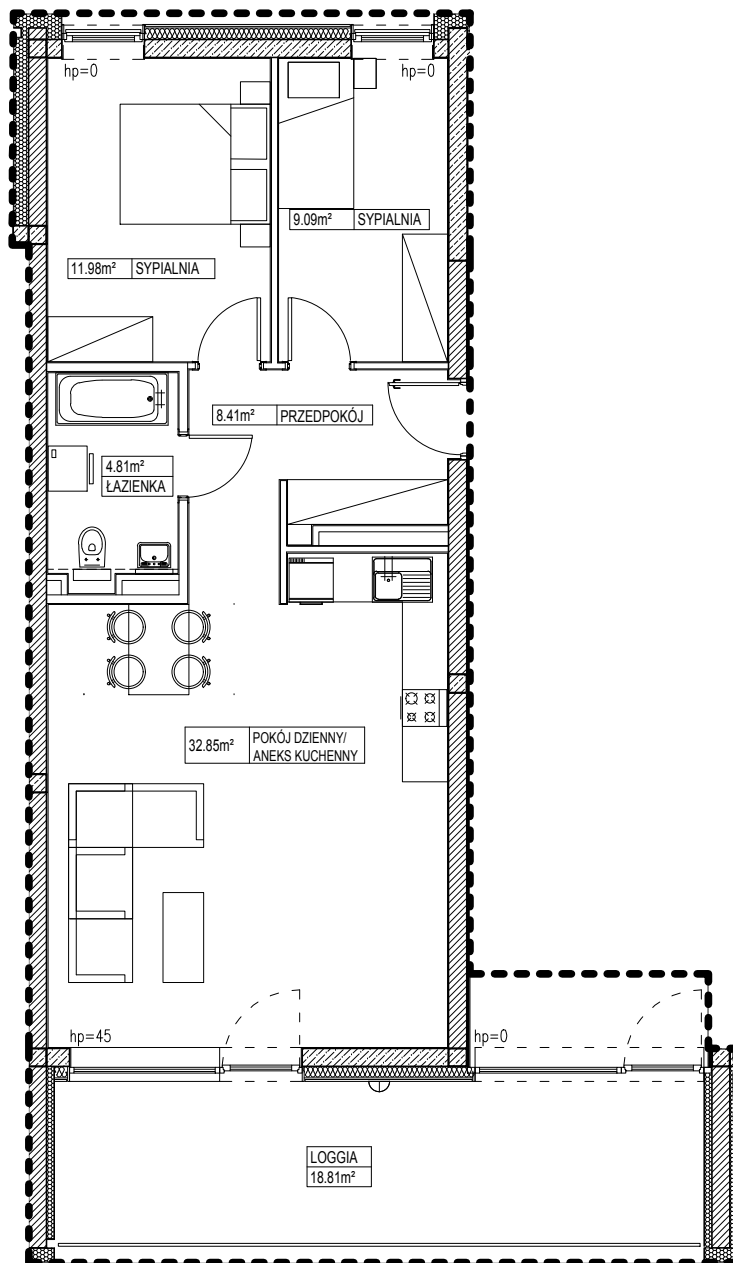 hp=0
hp=0
9.09m² SYPIALNIA
11.98m² SYPIALNIA
8.41m² PRZEDPOKÓJ
4.81m²
ŁAZIENKA
32.85m² POKÓJ DZIENNY/
ANEKS KUCHENNY
hp=45
hp=0
LOGGIA
18.81m²